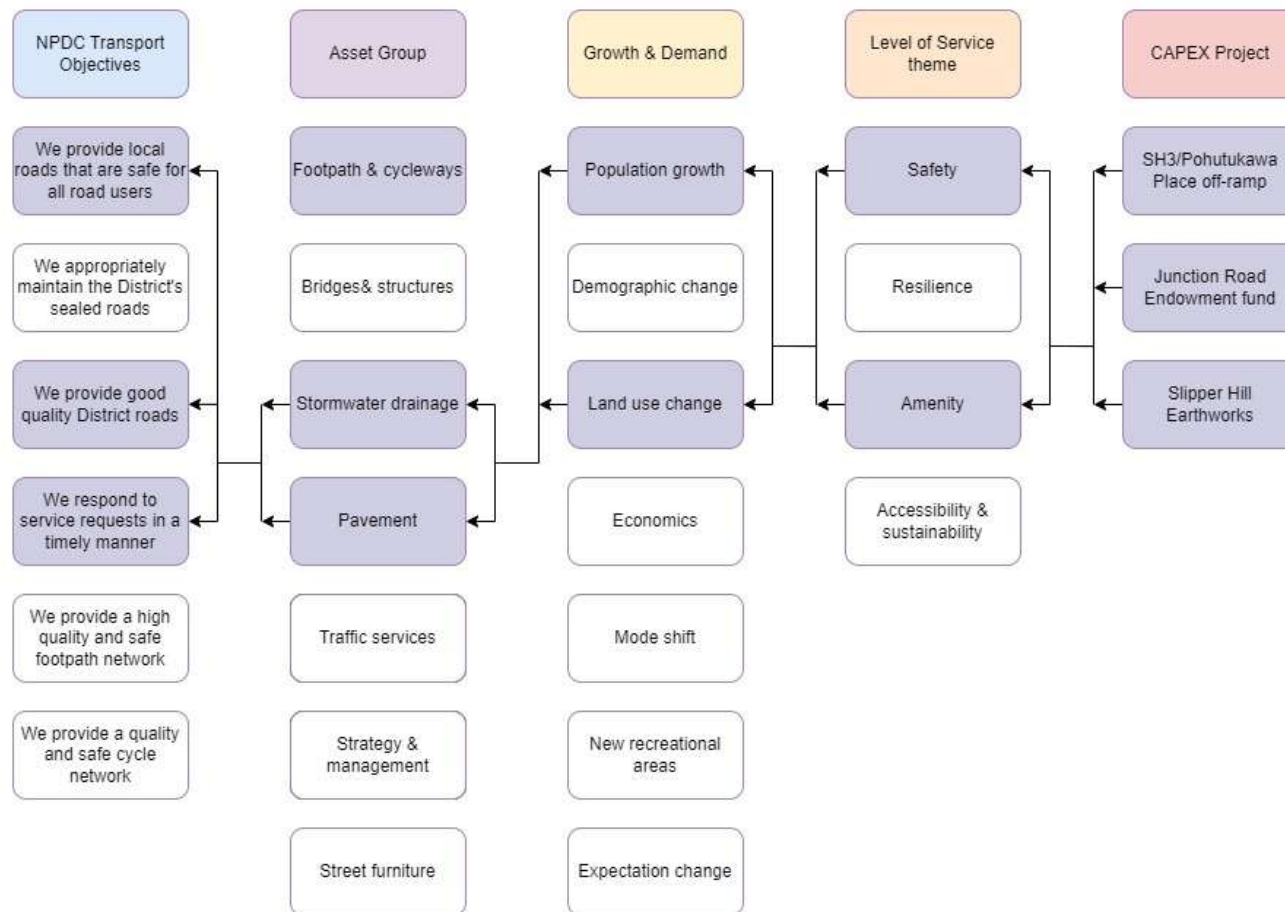 NPDC Transport
Objectives
Asset Group
Growth & Demand
Level of Service
theme
CAPEX Project
We provide local
roads that are safe for
all road users
Footpath & cycleways
Population growth
Safety
SH3/Pohutukawa
Place off-ramp
We appropriately
maintain the District's
sealed roads
Bridges& structures
Demographic change
Resilience
Junction Road
Endowment fund
We provide good
quality District roads
Stormwater drainage
Land use change
Amenity
Slipper Hill
Earthworks
We respond to
service requests in a
timely manner
Pavement
Economics
Accessibility &
sustainability
We provide a high
quality and safe
footpath network
Traffic services
Mode shift
We provide a quality
and safe cycle
network
Strategy &
management
New recreational
areas
Street furniture
Expectation change